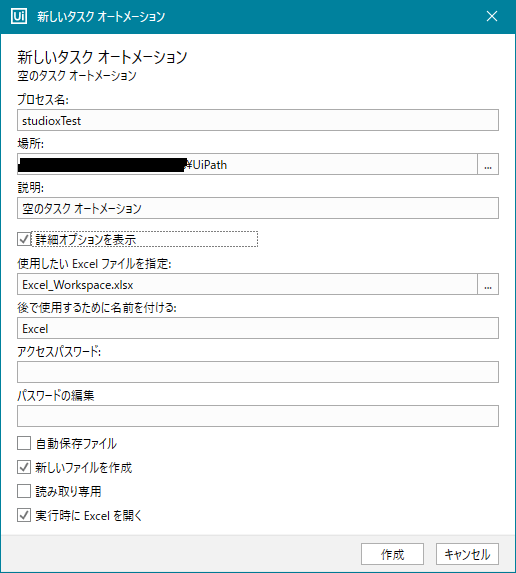 Ui 新しいタスク オートメーション
新しいタスク オートメーション
空のタスク オートメーション
プロセス名:
studioxTest
場所:
¥UiPath
...
説明:
空のタスク オートメーション
詳細オプションを表示
使用したい Excel ファイルを指定:
Excel_Workspace.xlsx
...
後で使用するために名前を付ける:
Excel
アクセスパスワード:
パスワードの編集
自動保存ファイル
新しいファイルを作成
読み取り専用
実行時に Excel を開く
作成
キャンセル